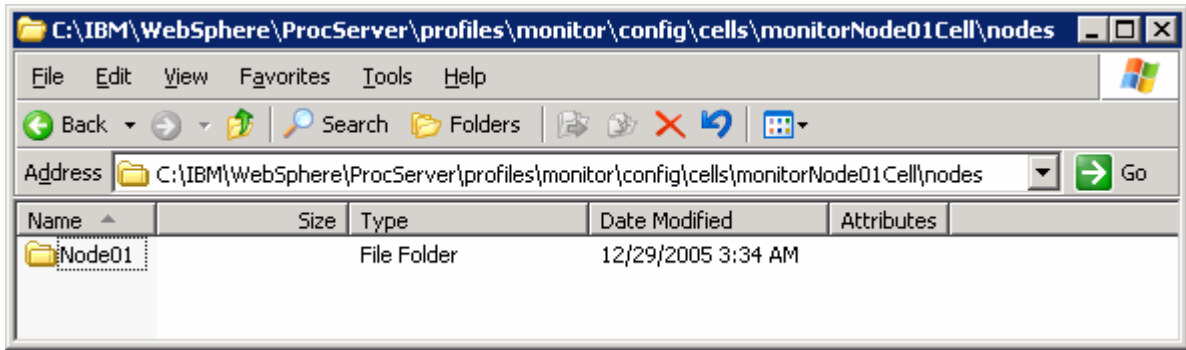 C:\IBM\WebSphere\ProcServer\profiles\monitor\config\cells\monitorNode01Cell\nodes
File Edit View Favorites Tools Help
Back Search Folders
Address C:\IBM\WebSphere\ProcServer\profiles\monitor\config\cells\monitorNode01Cell\nodes Go
Name Size Type Date Modified Attributes
Node01 File Folder 12/29/2005 3:34 AM